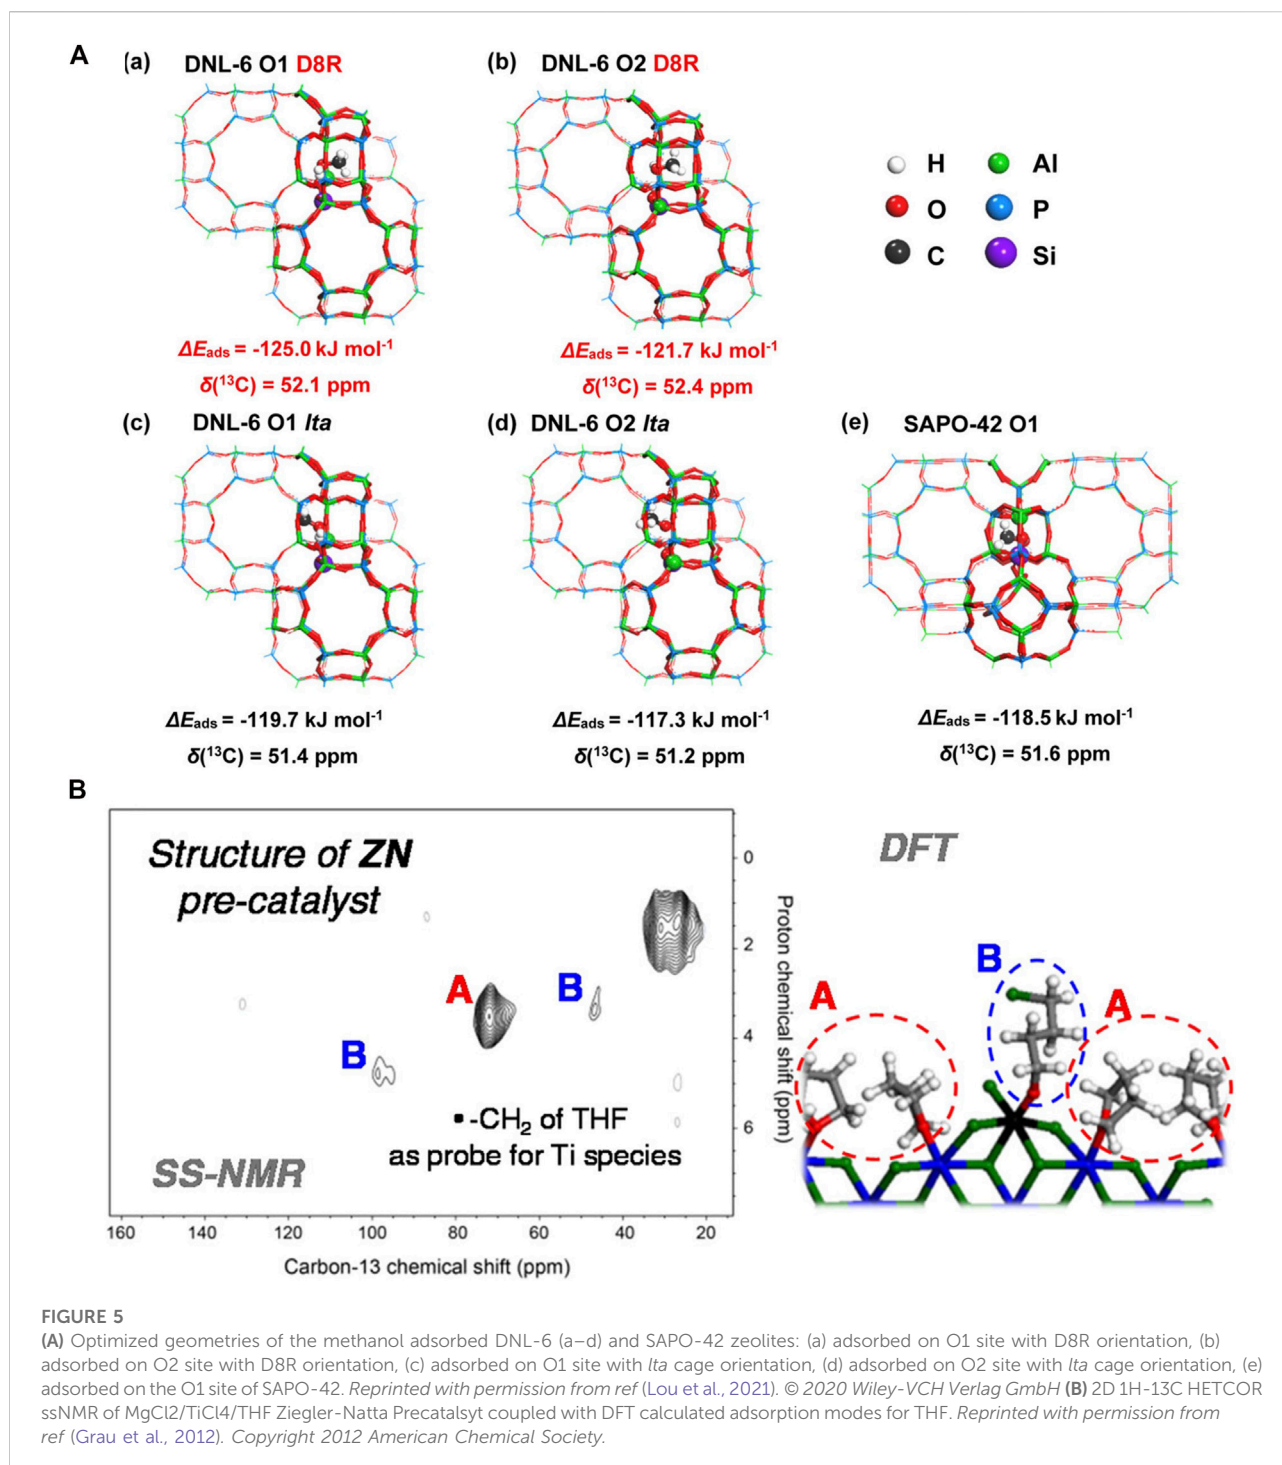 A
(a) DNL-6 O1 D8R
(b) DNL-6 O2 D8R
H
Al
O
P
C
Si
ΔEads = -125.0 kJ mol-1
δ(13C) = 52.1 ppm
ΔEads = -121.7 kJ mol-1
δ(13C) = 52.4 ppm
(c) DNL-6 O1 lta
(d) DNL-6 O2 lta
(e) SAPO-42 O1
ΔEads = -119.7 kJ mol-1
δ(13C) = 51.4 ppm
ΔEads = -117.3 kJ mol-1
δ(13C) = 51.2 ppm
ΔEads = -118.5 kJ mol-1
δ(13C) = 51.6 ppm
B
Structure of ZN
pre-catalyst
A
B
B
▪ -CH2 of THF
as probe for Ti species
SS-NMR
0
2
4
6
Proton chemical shift (ppm)
160 140 120 100 80 60 40 20
Carbon-13 chemical shift (ppm)
DFT
A
B
A
FIGURE 5
(A) Optimized geometries of the methanol adsorbed DNL-6 (a–d) and SAPO-42 zeolites: (a) adsorbed on O1 site with D8R orientation, (b)
adsorbed on O2 site with D8R orientation, (c) adsorbed on O1 site with lta cage orientation, (d) adsorbed on O2 site with lta cage orientation, (e)
adsorbed on the O1 site of SAPO-42. Reprinted with permission from ref (Lou et al., 2021). © 2020 Wiley-VCH Verlag GmbH (B) 2D 1H-13C HETCOR
ssNMR of MgCl2/TiCl4/THF Ziegler-Natta Precatalsyt coupled with DFT calculated adsorption modes for THF. Reprinted with permission from
ref (Grau et al., 2012). Copyright 2012 American Chemical Society.